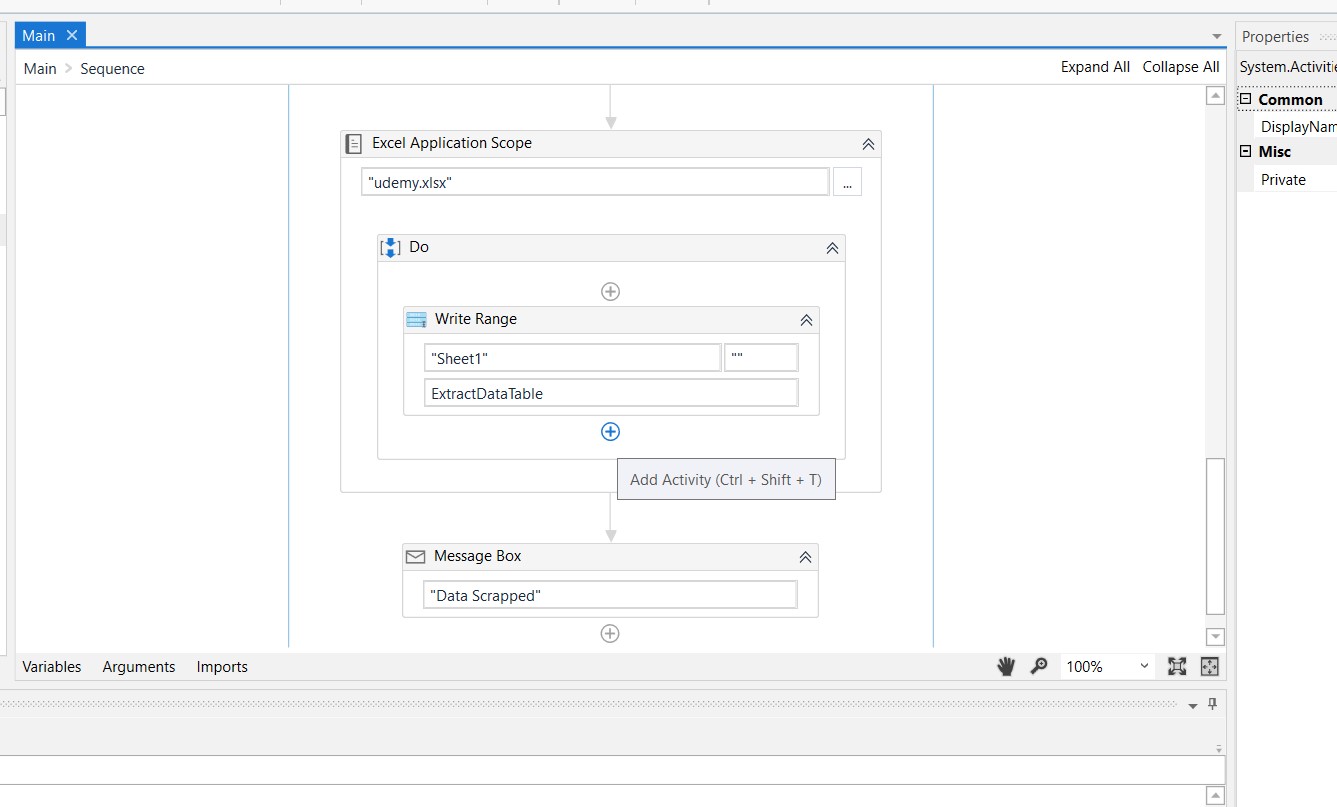 Main
Properties
Main > Sequence
Expand All Collapse All
System.Activitie
Common
Excel Application Scope
DisplayNam
Misc
"udemy.xlsx"
...
Private
Do
Write Range
"Sheet1"
""
ExtractDataTable
Add Activity (Ctrl + Shift + T)
Message Box
"Data Scrapped"
Variables Arguments Imports
100%